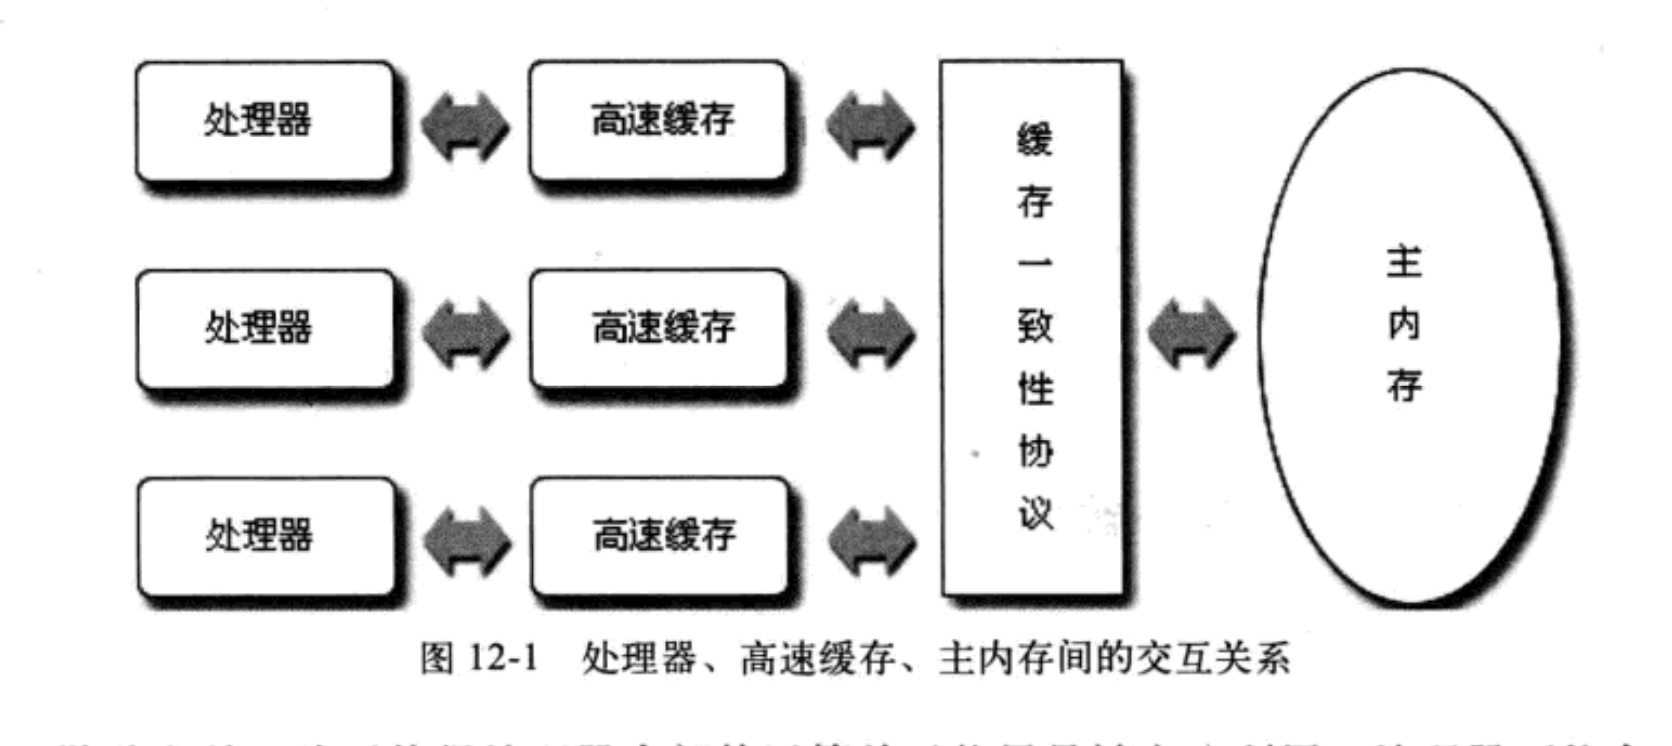 处理器
高速缓存
处理器
高速缓存
处理器
高速缓存
缓存一致性协议
主内存
图 12-1 处理器、高速缓存、主内存间的交互关系